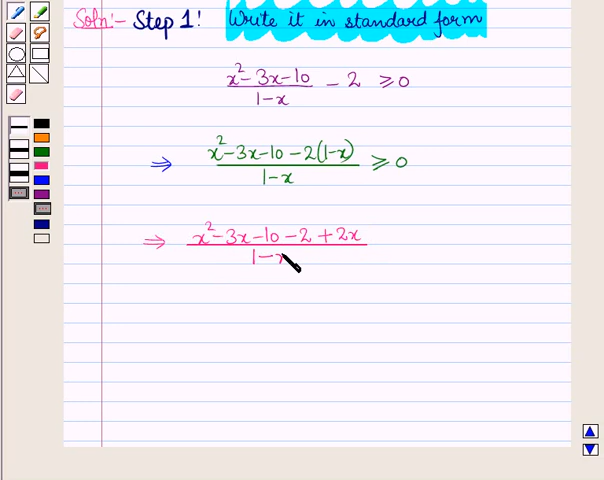 Soln:- Step 1! Write it in standard form
x² - 3x - 10 / 1 - x - 2 ≥ 0
⇒ x² - 3x - 10 - 2(1-x) / 1 - x ≥ 0
⇒ x² - 3x - 10 - 2 + 2x / 1 - x